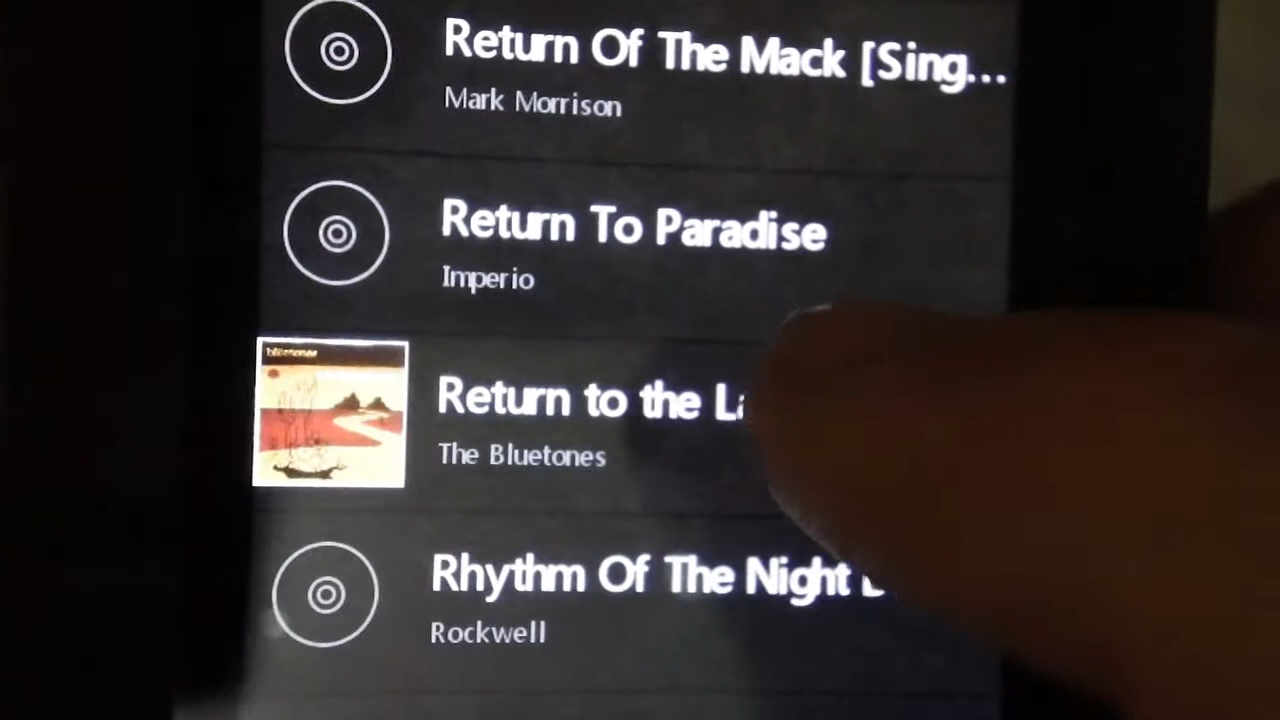 Return Of The Mack [Sing...
Mark Morrison
Return To Paradise
Imperio
bluetones
Return to the La
The Bluetones
Rhythm Of The Night
Rockwell